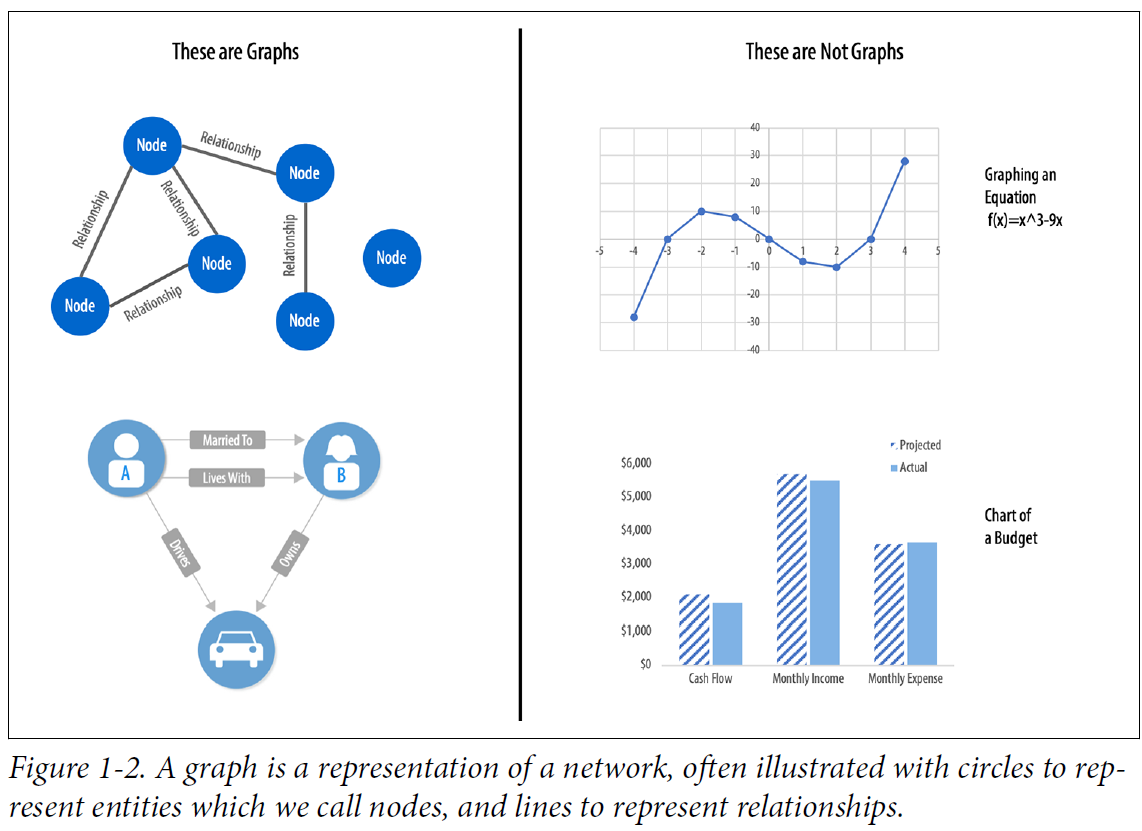 These are Graphs
Node
Relationship
Node
Relationship
Relationship
Relationship
Node
Node
Relationship
Node
Node
A
Married To
Lives With
B
Drives
Owns
These are Not Graphs
40
30
20
10
0
-10
-20
-30
-40
-5
-4
-3
-2
-1
0
1
2
3
4
5
Graphing an
Equation
f(x)=x^3-9x
Projected
Actual
$6,000
$5,000
$4,000
$3,000
$2,000
$1,000
$0
Cash Flow
Monthly Income
Monthly Expense
Chart of
a Budget
Figure 1-2. A graph is a representation of a network, often illustrated with circles to rep-
resent entities which we call nodes, and lines to represent relationships.